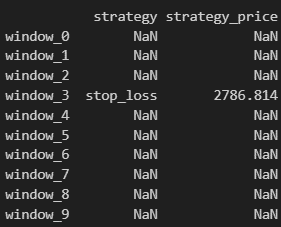 strategy strategy_price
window_0 NaN NaN
window_1 NaN NaN
window_2 NaN NaN
window_3 stop_loss 2786.814
window_4 NaN NaN
window_5 NaN NaN
window_6 NaN NaN
window_7 NaN NaN
window_8 NaN NaN
window_9 NaN NaN